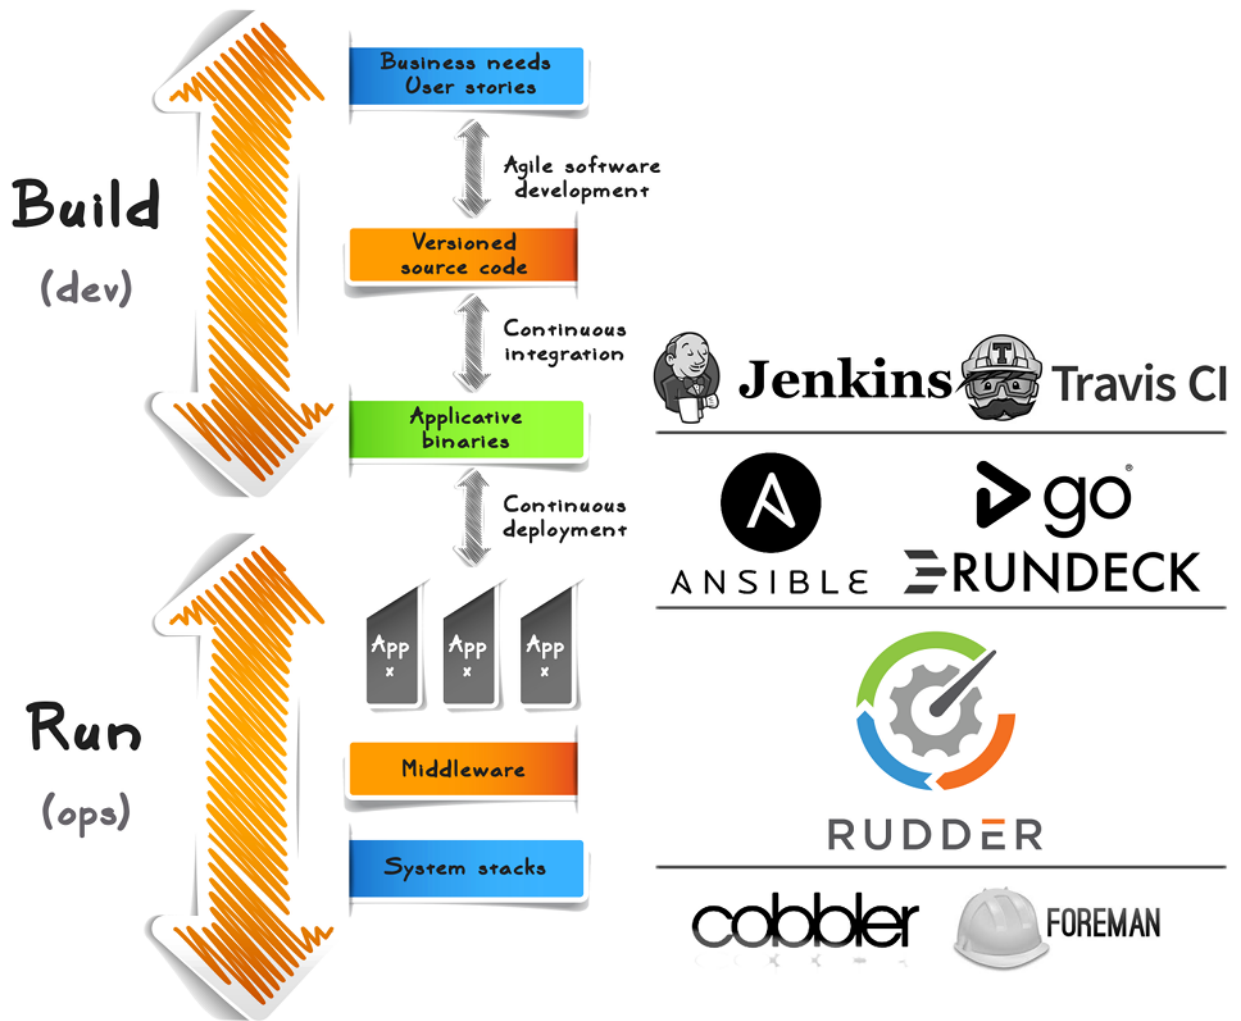 Build
(dev)
Business needs
User stories
Agile software
development
Versioned
source code
Continuous
integration
Applicative
binaries
Continuous
deployment
Run
(ops)
App
x
App
x
App
x
Middleware
System stacks
Jenkins
T
Travis CI
A
ANSIBLE
go®
RUNDECK
RUDDER
cobbler
FOREMAN